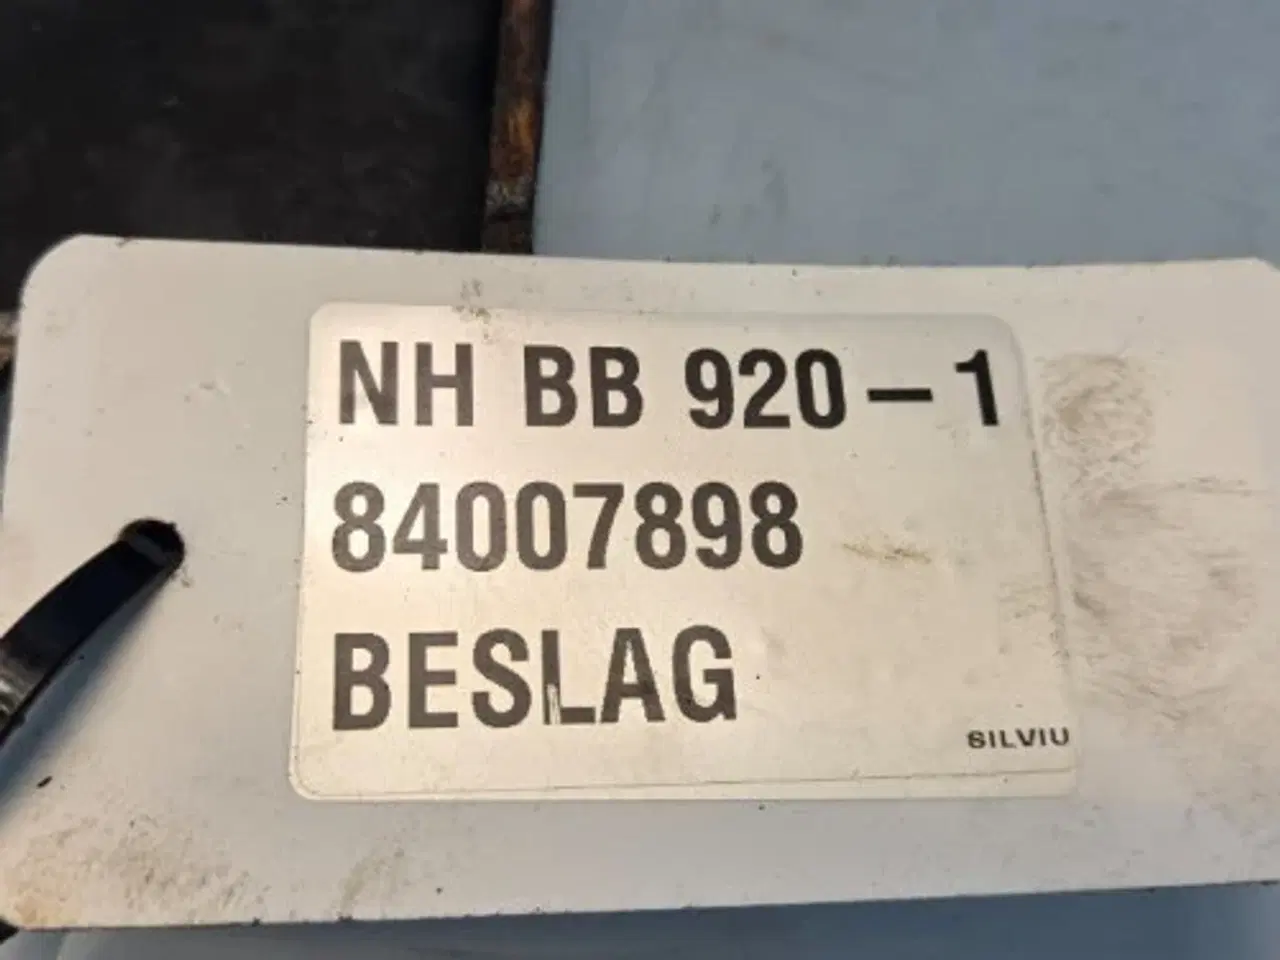 NH BB 920-1
84007898
BESLAG
SILVIU